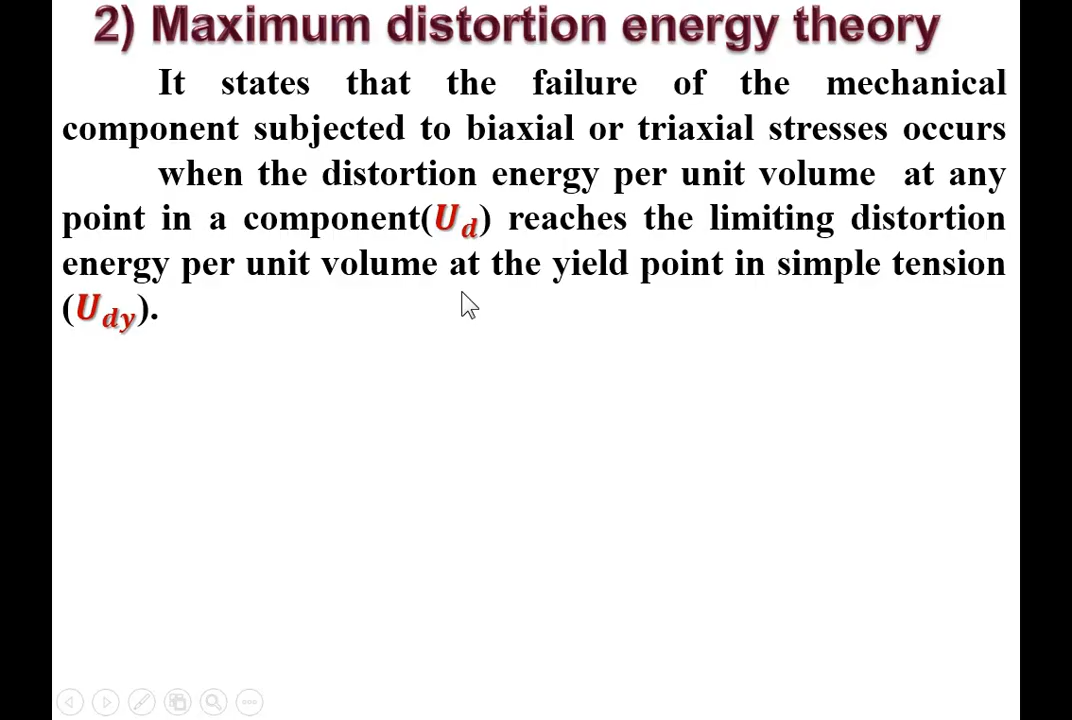 2) Maximum distortion energy theory
It states that the failure of the mechanical
component subjected to biaxial or triaxial stresses occurs
when the distortion energy per unit volume at any
point in a component(U_d) reaches the limiting distortion
energy per unit volume at the yield point in simple tension
(U_dy).